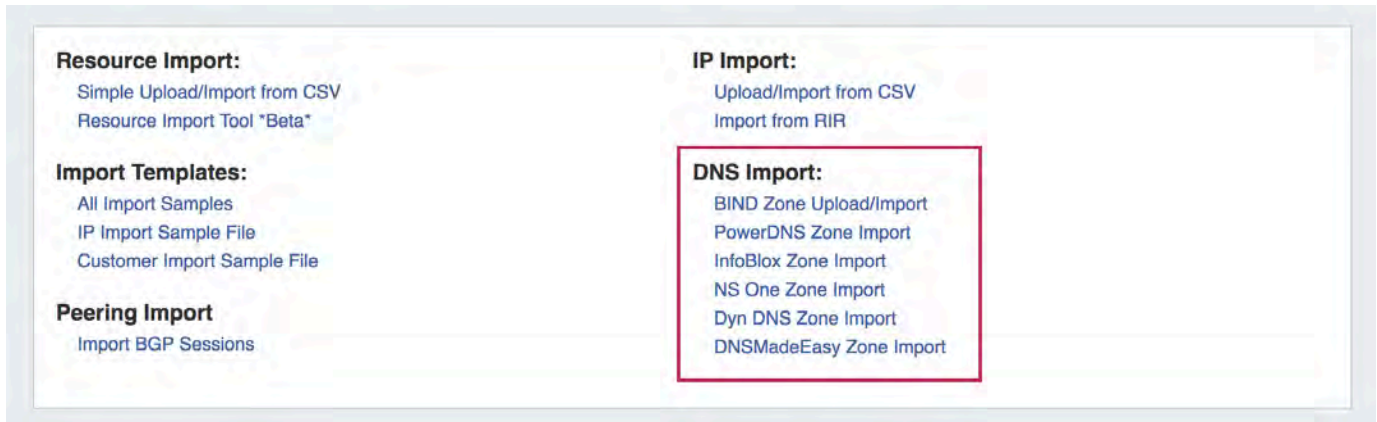 Resource Import:
Simple Upload/Import from CSV
Resource Import Tool *Beta*
Import Templates:
All Import Samples
IP Import Sample File
Customer Import Sample File
Peering Import
Import BGP Sessions
IP Import:
Upload/Import from CSV
Import from RIR
DNS Import:
BIND Zone Upload/Import
PowerDNS Zone Import
InfoBlox Zone Import
NS One Zone Import
Dyn DNS Zone Import
DNSMadeEasy Zone Import